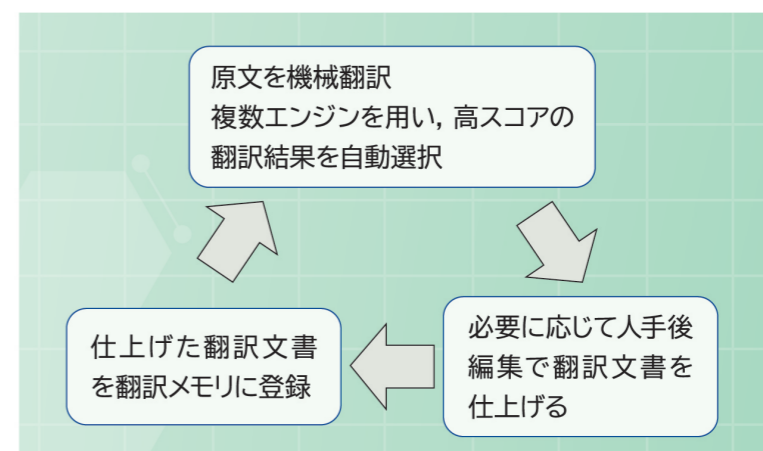 原文を機械翻訳
複数エンジンを用い, 高スコアの
翻訳結果を自動選択
必要に応じて人手後
編集で翻訳文書を
仕上げる
仕上げた翻訳文書
を翻訳メモリに登録